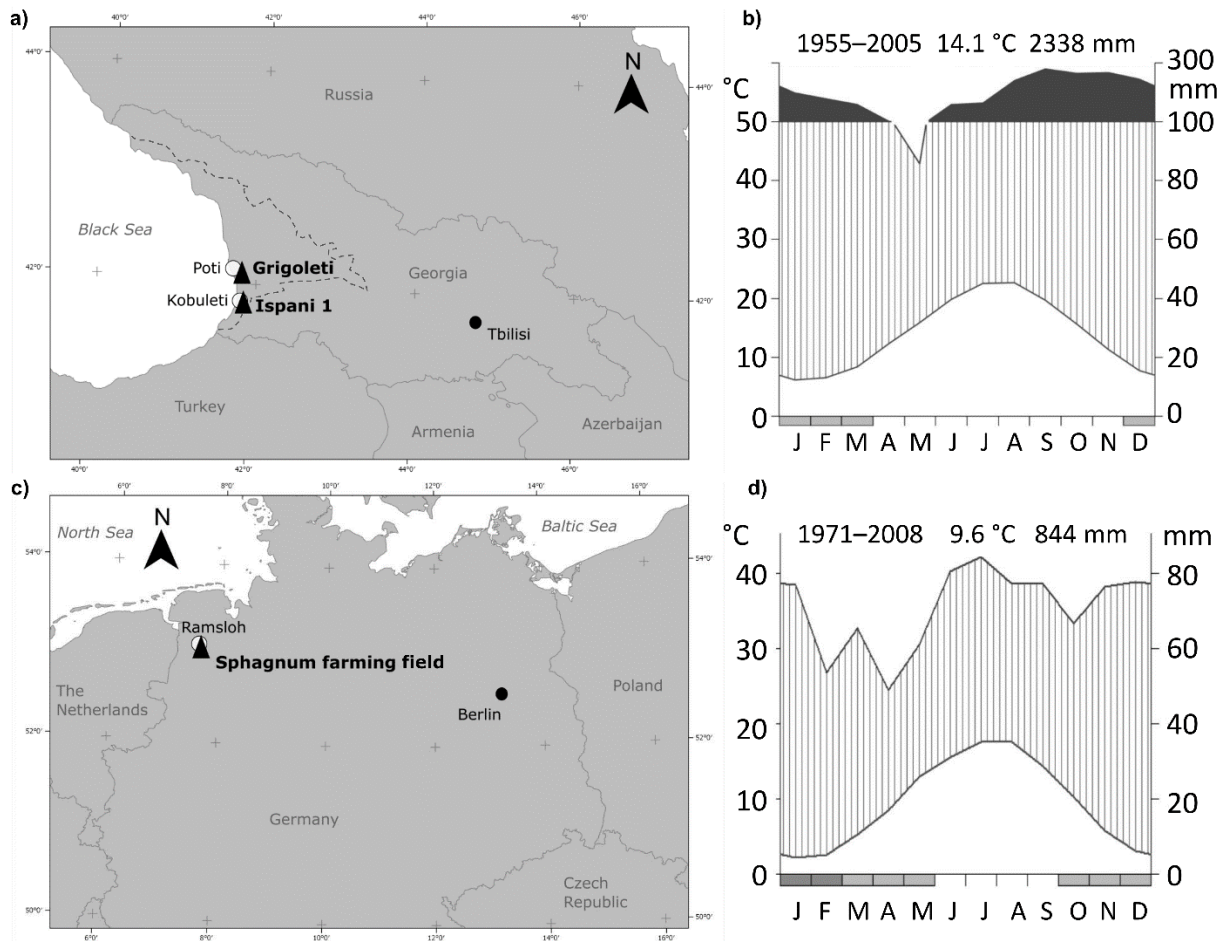 a)
40°0' 42°0' 44°0' 46°0'
44°0'
44°0'
N
Russia
Black Sea
42°0'
Poti
Grigoleti
Georgia
Kobuleti
Ispani 1
42°0'
Tbilisi
Turkey
Armenia
Azerbaijan
40°0' 42°0' 44°0' 46°0'
b)
1955–2005 14.1 °C 2338 mm
°C
300
mm
50 100
40 80
30 60
20 40
10 20
0 0
J F M A M J J A S O N D
c)
6°0' 8°0' 10°0' 12°0' 14°0' 16°0'
North Sea
N
Baltic Sea
54°0'
54°0'
Ramsloh
Sphagnum farming field
The
Netherlands
Berlin
Poland
52°0'
52°0'
Germany
Czech
Republic
50°0'
50°0'
6°0' 8°0' 10°0' 12°0' 14°0' 16°0'
d)
1971–2008 9.6 °C 844 mm
°C mm
40 80
30 60
20 40
10 20
0 0
J F M A M J J A S O N D